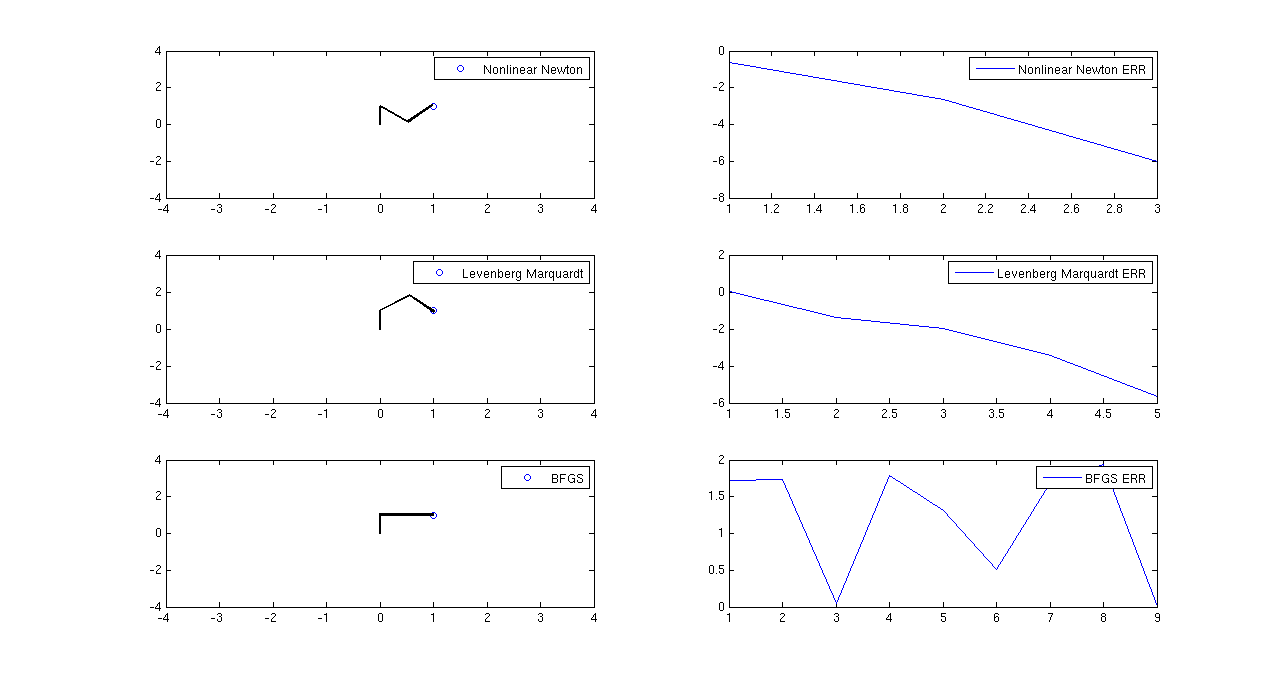 4
2
0
-2
-4
-4 -3 -2 -1 0 1 2 3 4
Nonlinear Newton
0
-2
-4
-6
-8
1 1.2 1.4 1.6 1.8 2 2.2 2.4 2.6 2.8 3
Nonlinear Newton ERR
4
2
0
-2
-4
-4 -3 -2 -1 0 1 2 3 4
Levenberg Marquardt
2
0
-2
-4
-6
1 1.5 2 2.5 3 3.5 4 4.5 5
Levenberg Marquardt ERR
4
2
0
-2
-4
-4 -3 -2 -1 0 1 2 3 4
BFGS
2
1.5
1
0.5
0
1 2 3 4 5 6 7 8 9
BFGS ERR